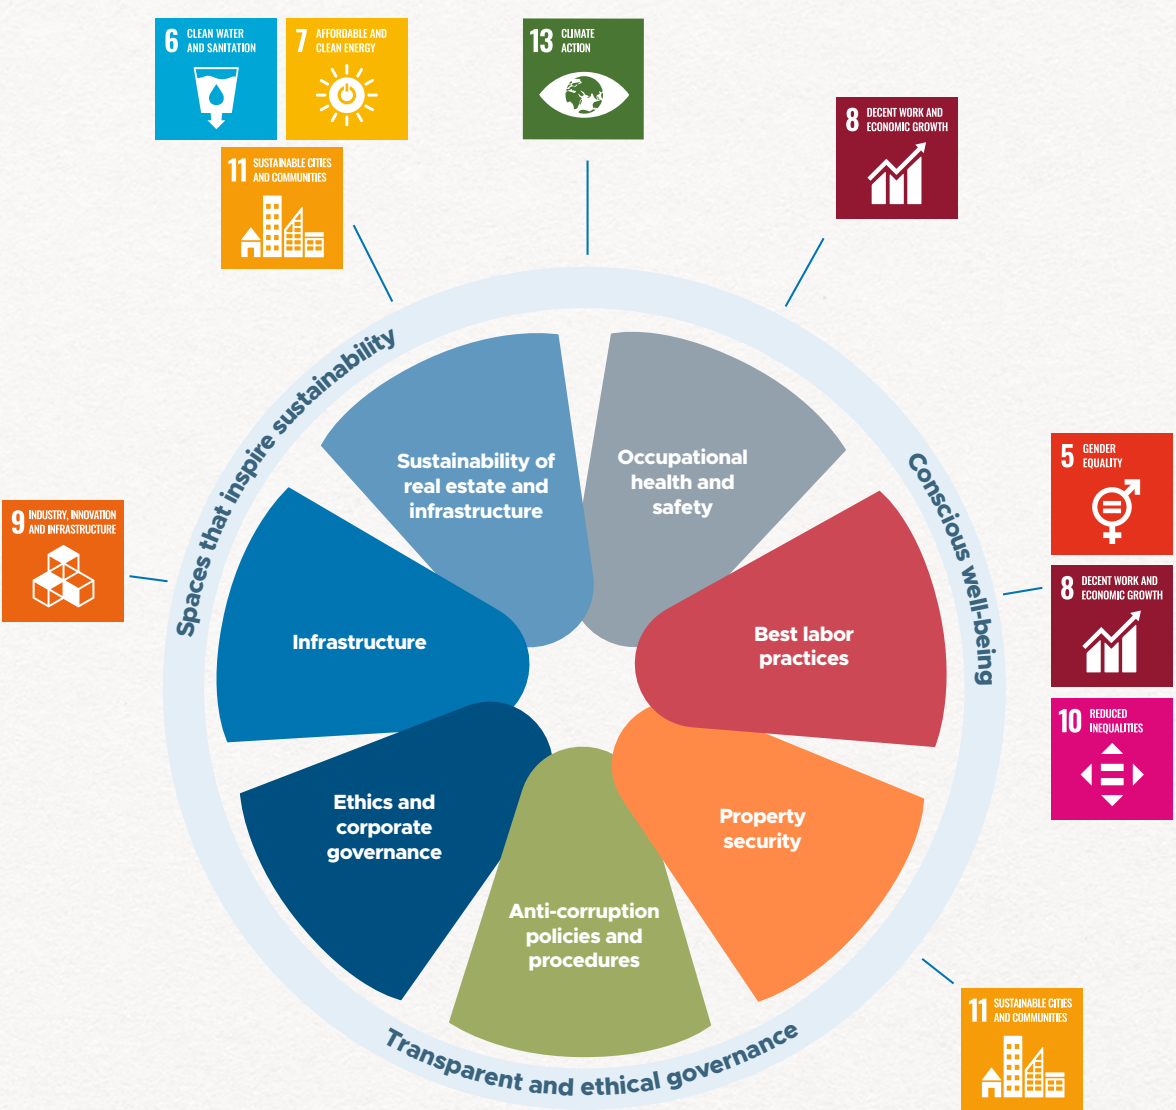 6 CLEAN WATER
AND SANITATION
7 AFFORDABLE AND
CLEAN ENERGY
13 CLIMATE
ACTION
8 DECENT WORK AND
ECONOMIC GROWTH
11 SUSTAINABLE CITIES
AND COMMUNITIES
Spaces that inspire sustainability
Sustainability of
real estate and
infrastructure
Occupational
health and
safety
Conscious well-being
5 GENDER
EQUALITY
9 INDUSTRY, INNOVATION
AND INFRASTRUCTURE
8 DECENT WORK AND
ECONOMIC GROWTH
Infrastructure
Best labor
practices
10 REDUCED
INEQUALITIES
Ethics and
corporate
governance
Property
security
Anti-corruption
policies and
procedures
11 SUSTAINABLE CITIES
AND COMMUNITIES
Transparent and ethical governance